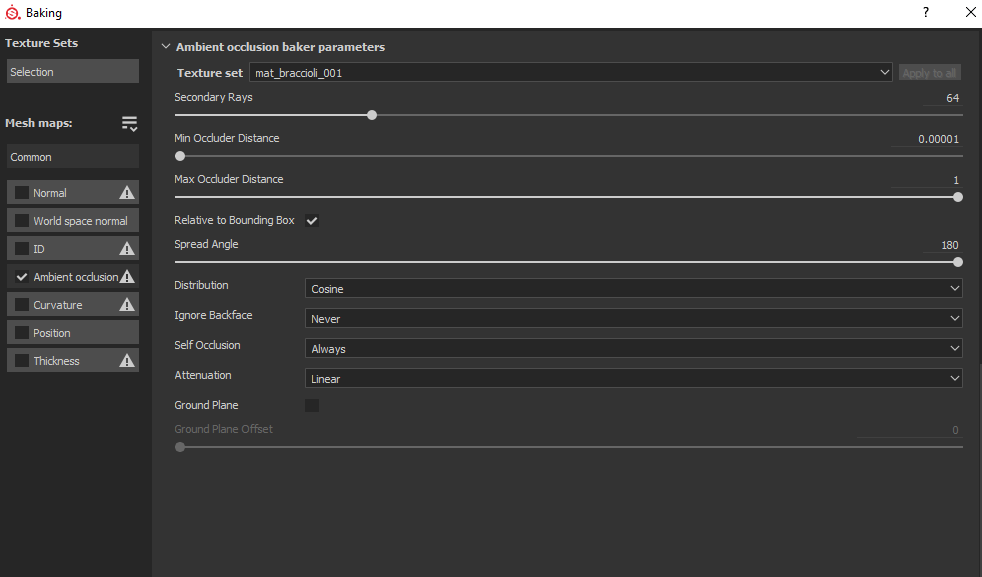 Baking
?
Texture Sets
Selection
Mesh maps:
Common
Normal
World space normal
ID
Ambient occlusion
Curvature
Position
Thickness
Ambient occlusion baker parameters
Texture set mat_braccioli_001 Apply to all
Secondary Rays 64
Min Occluder Distance 0.00001
Max Occluder Distance 1
Relative to Bounding Box
Spread Angle 180
Distribution Cosine
Ignore Backface Never
Self Occlusion Always
Attenuation Linear
Ground Plane
Ground Plane Offset 0